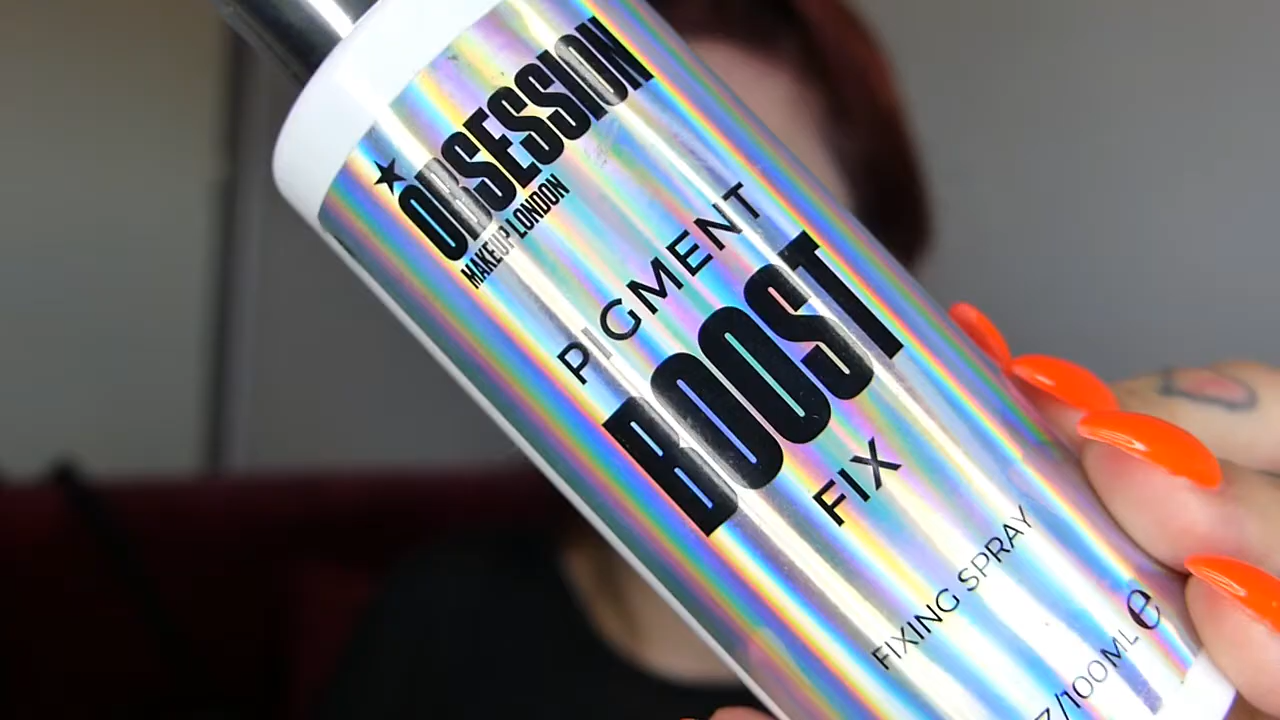 OBSESSION
MAKEUP LONDON
PIGMENT
BOOST
FIX
FIXING SPRAY
Z/100ML e